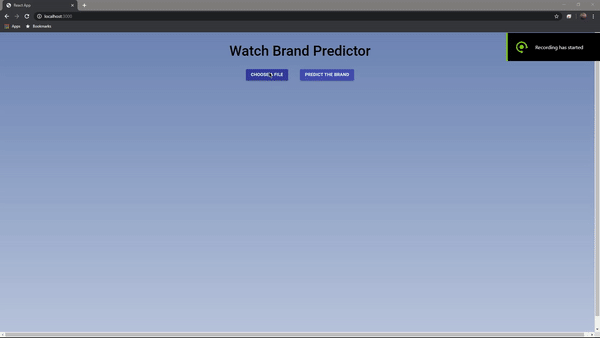 React App
localhost:3000
Apps
Bookmarks
Recording has started
Watch Brand Predictor
CHOOSE A FILE
PREDICT THE BRAND